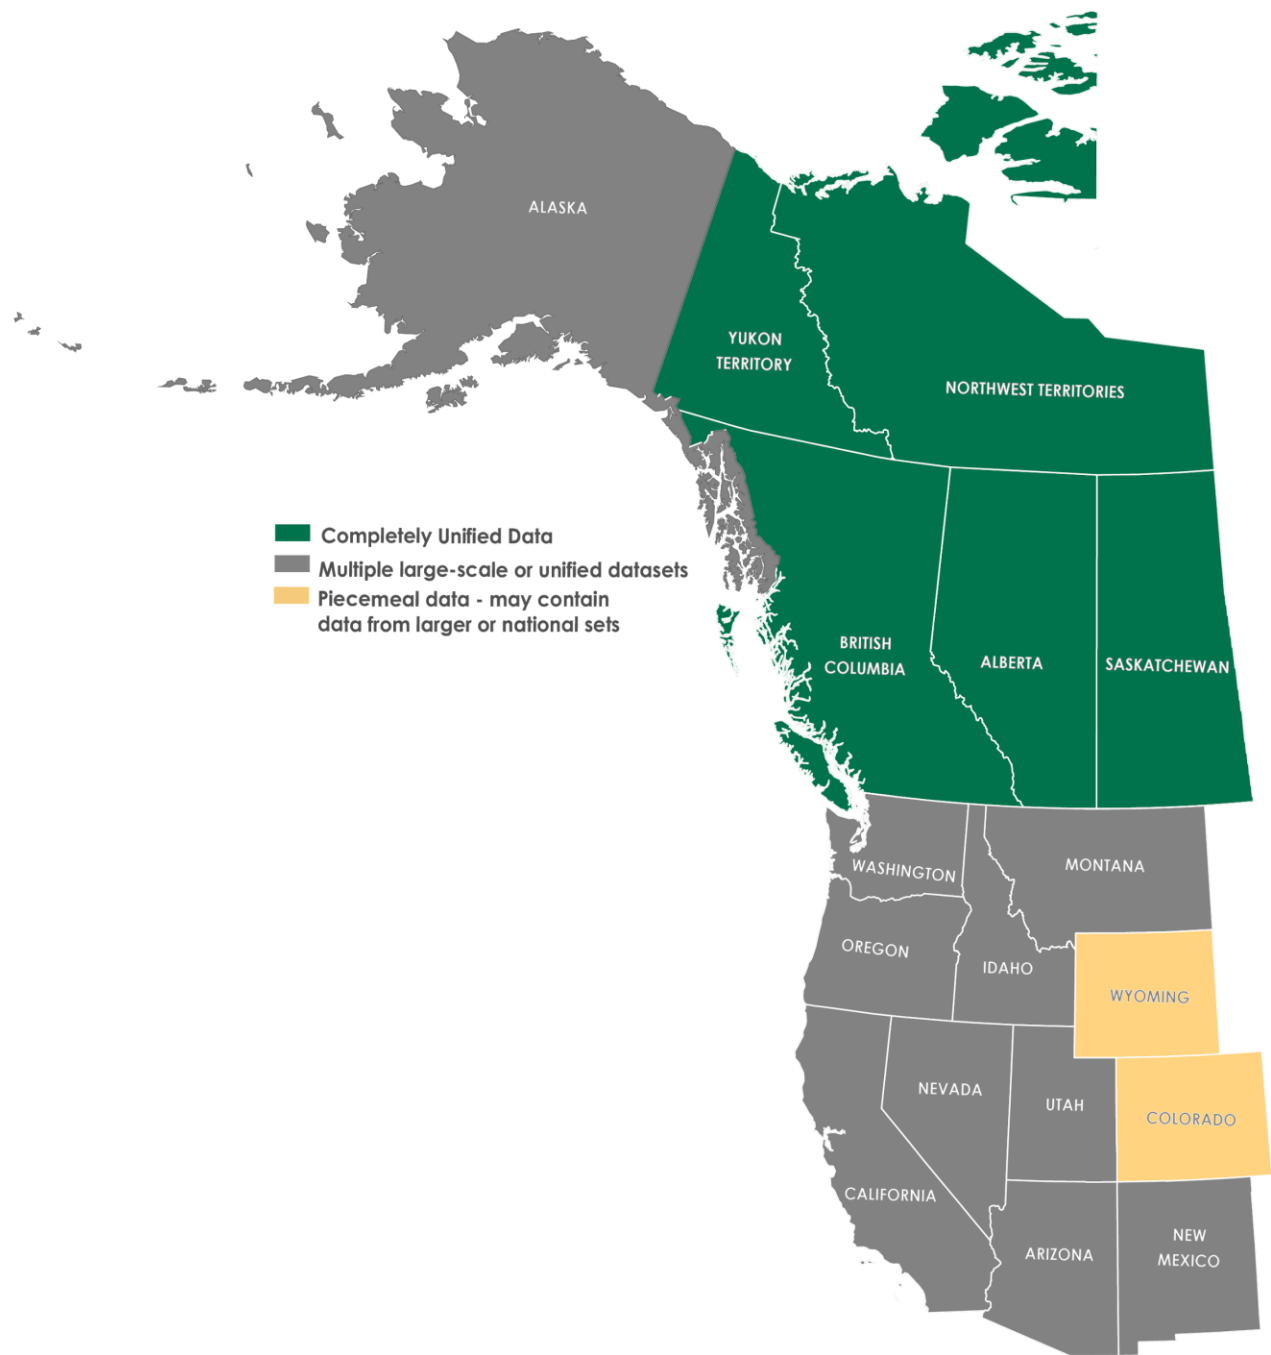 ALASKA
YUKON
TERRITORY
NORTHWEST TERRITORIES
Completely Unified Data
Multiple large-scale or unified datasets
Piecemeal data - may contain
data from larger or national sets
BRITISH
COLUMBIA
ALBERTA
SASKATCHEWAN
WASHINGTON
MONTANA
OREGON
IDAHO
WYOMING
NEVADA
UTAH
COLORADO
CALIFORNIA
ARIZONA
NEW
MEXICO